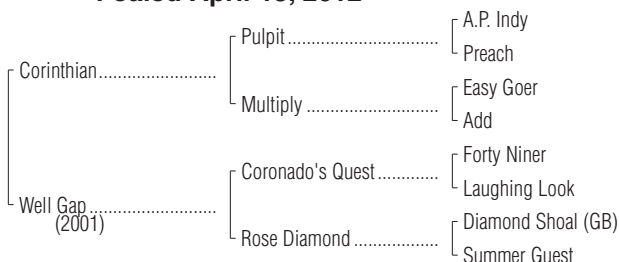 Foaled April 2012
A.P. Indy
Pulpit
Preach
Corinthian
Easy Goer
Multiply
Add
Forty Niner
Coronado's Quest
Laughing Look
Well Gap
(2001)
Diamond Shoal (GB)
Rose Diamond
Summer Guest